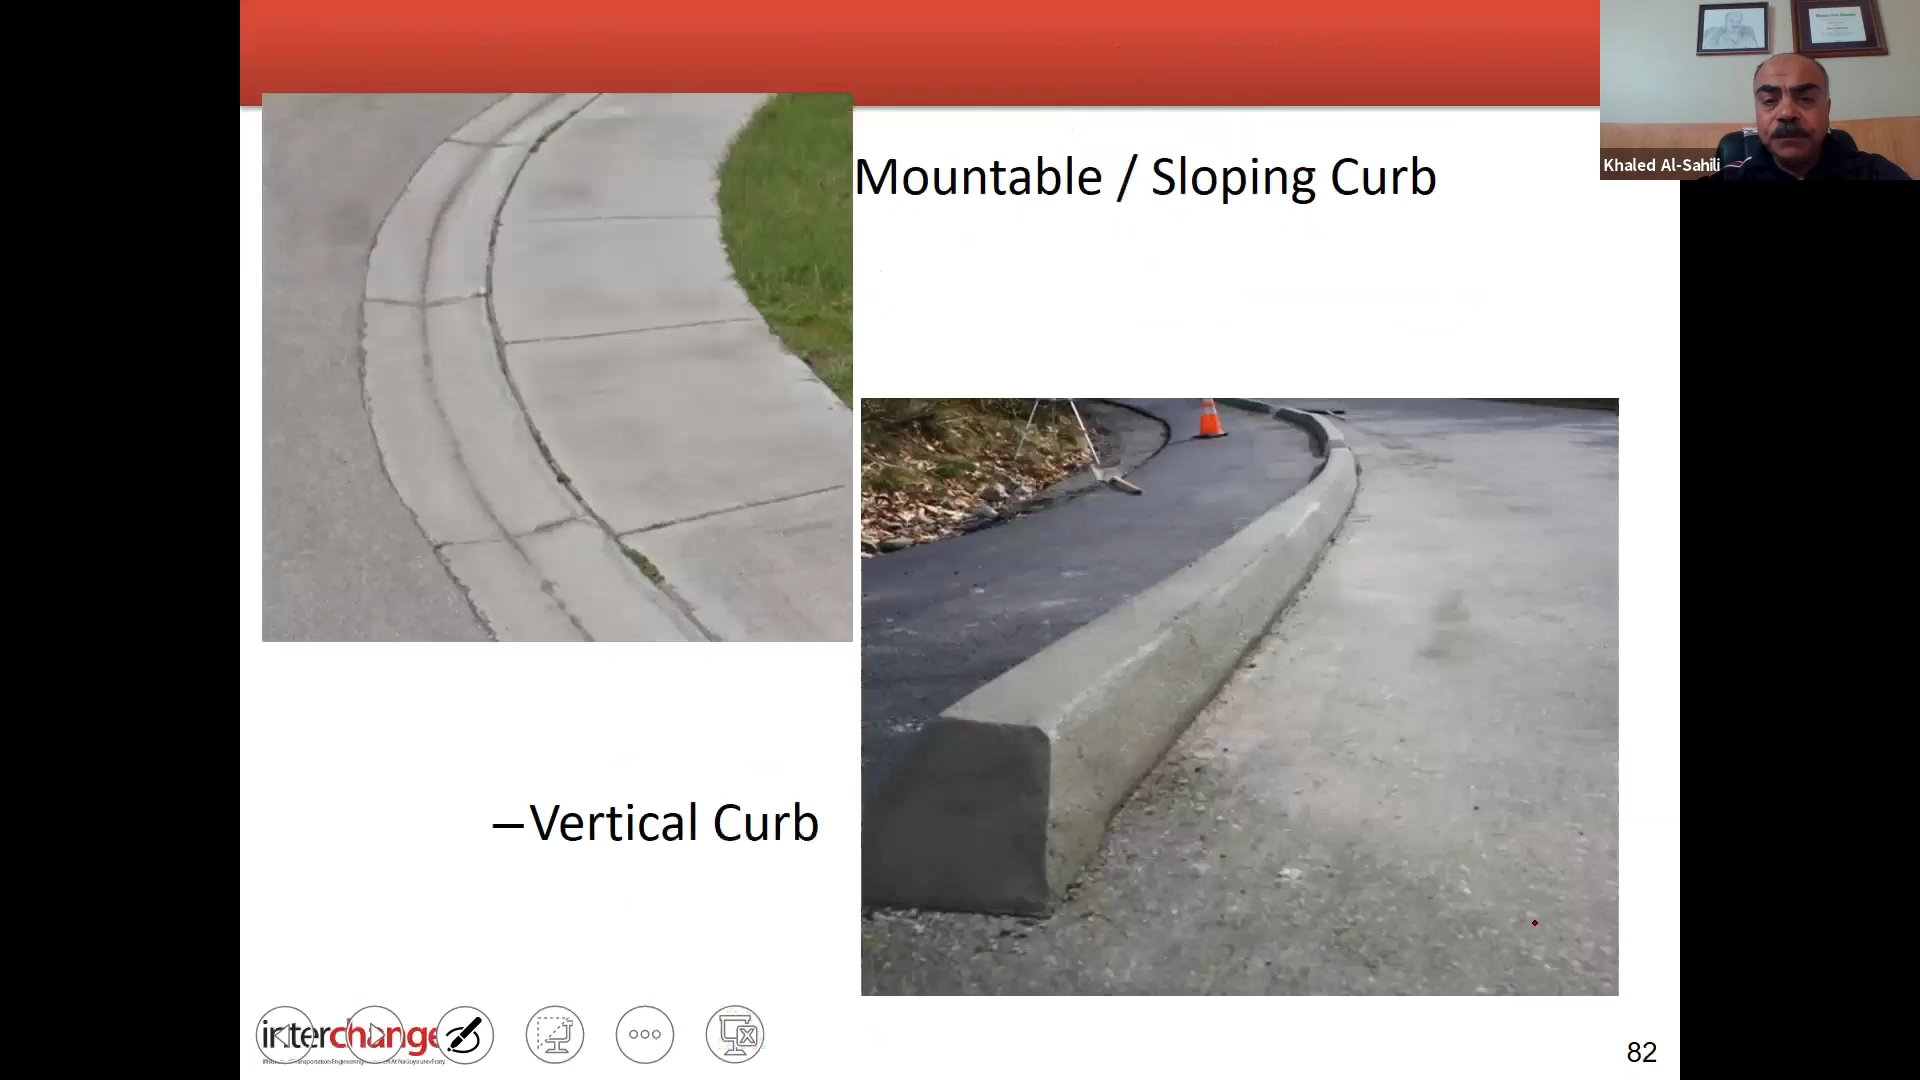 Mountable / Sloping Curb
Khaled Al-Sahili
–Vertical Curb
interchange
82